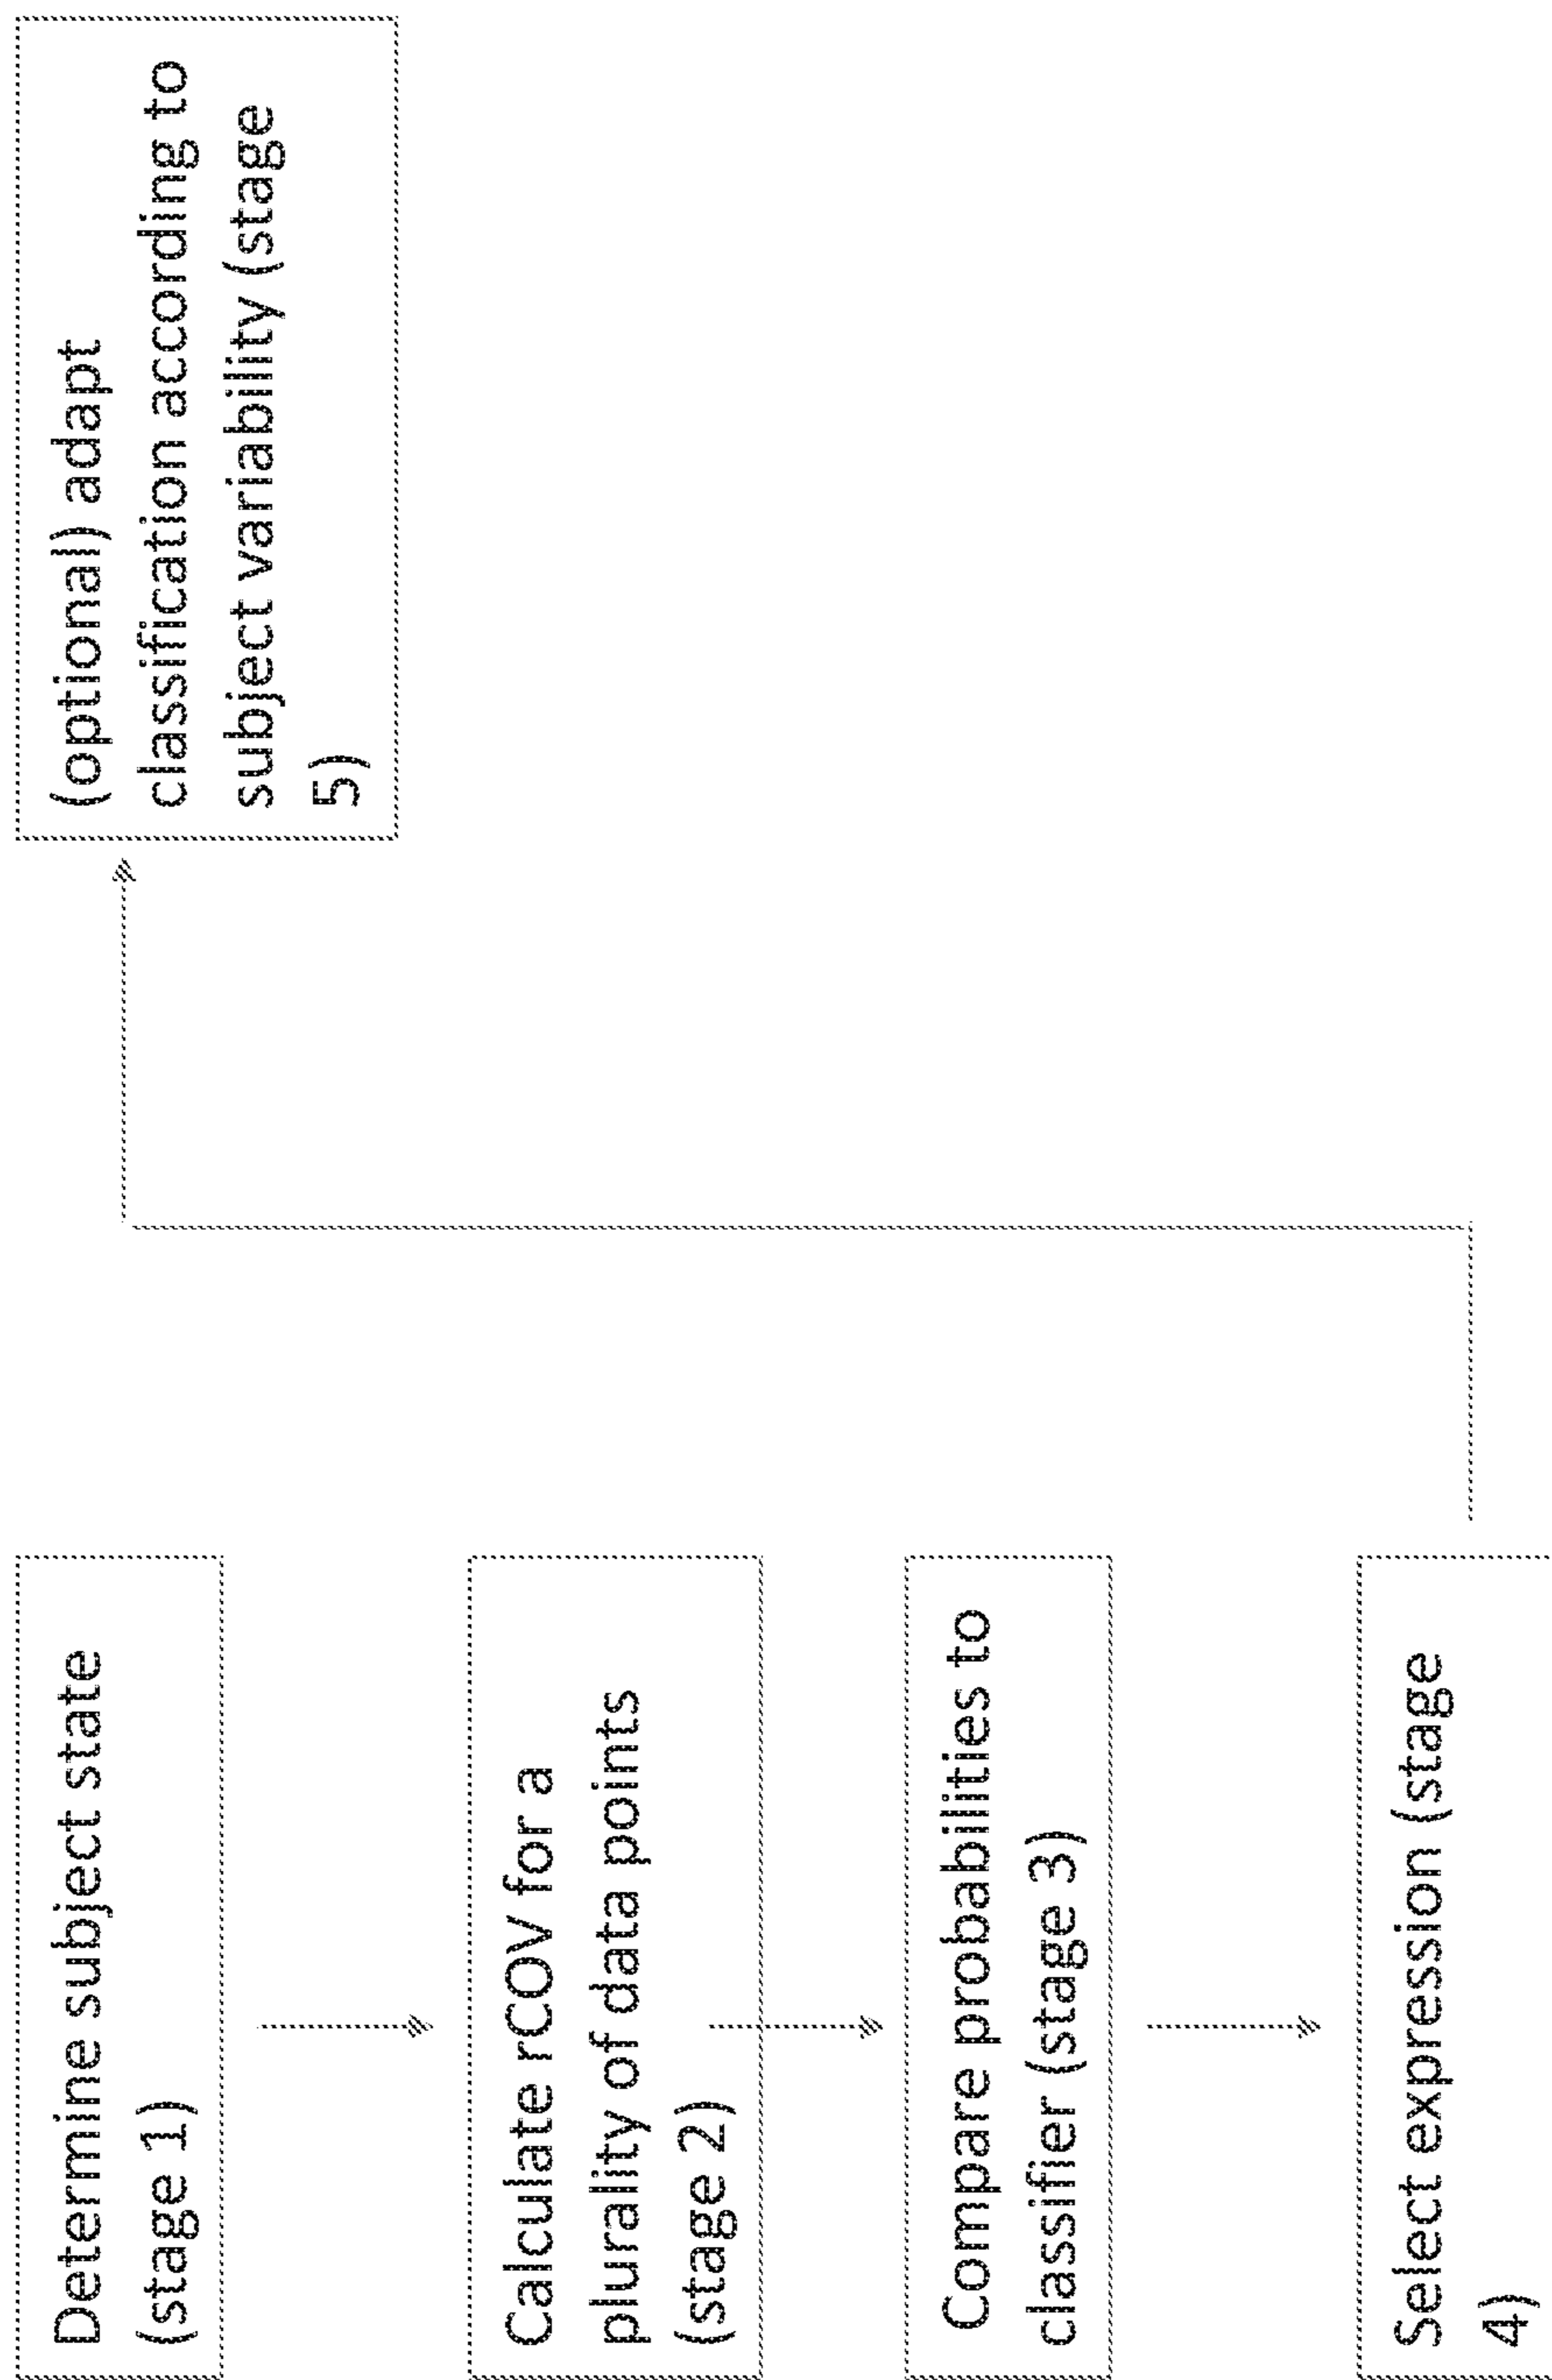 Determine subject state
(stage 1)
Calculate rCOV for a
plurality of data points
(stage 2)
Compare probabilities to
classifier (stage 3)
Select expression (stage
4)
(optional) adapt
classification according to
subject variability (stage
5)